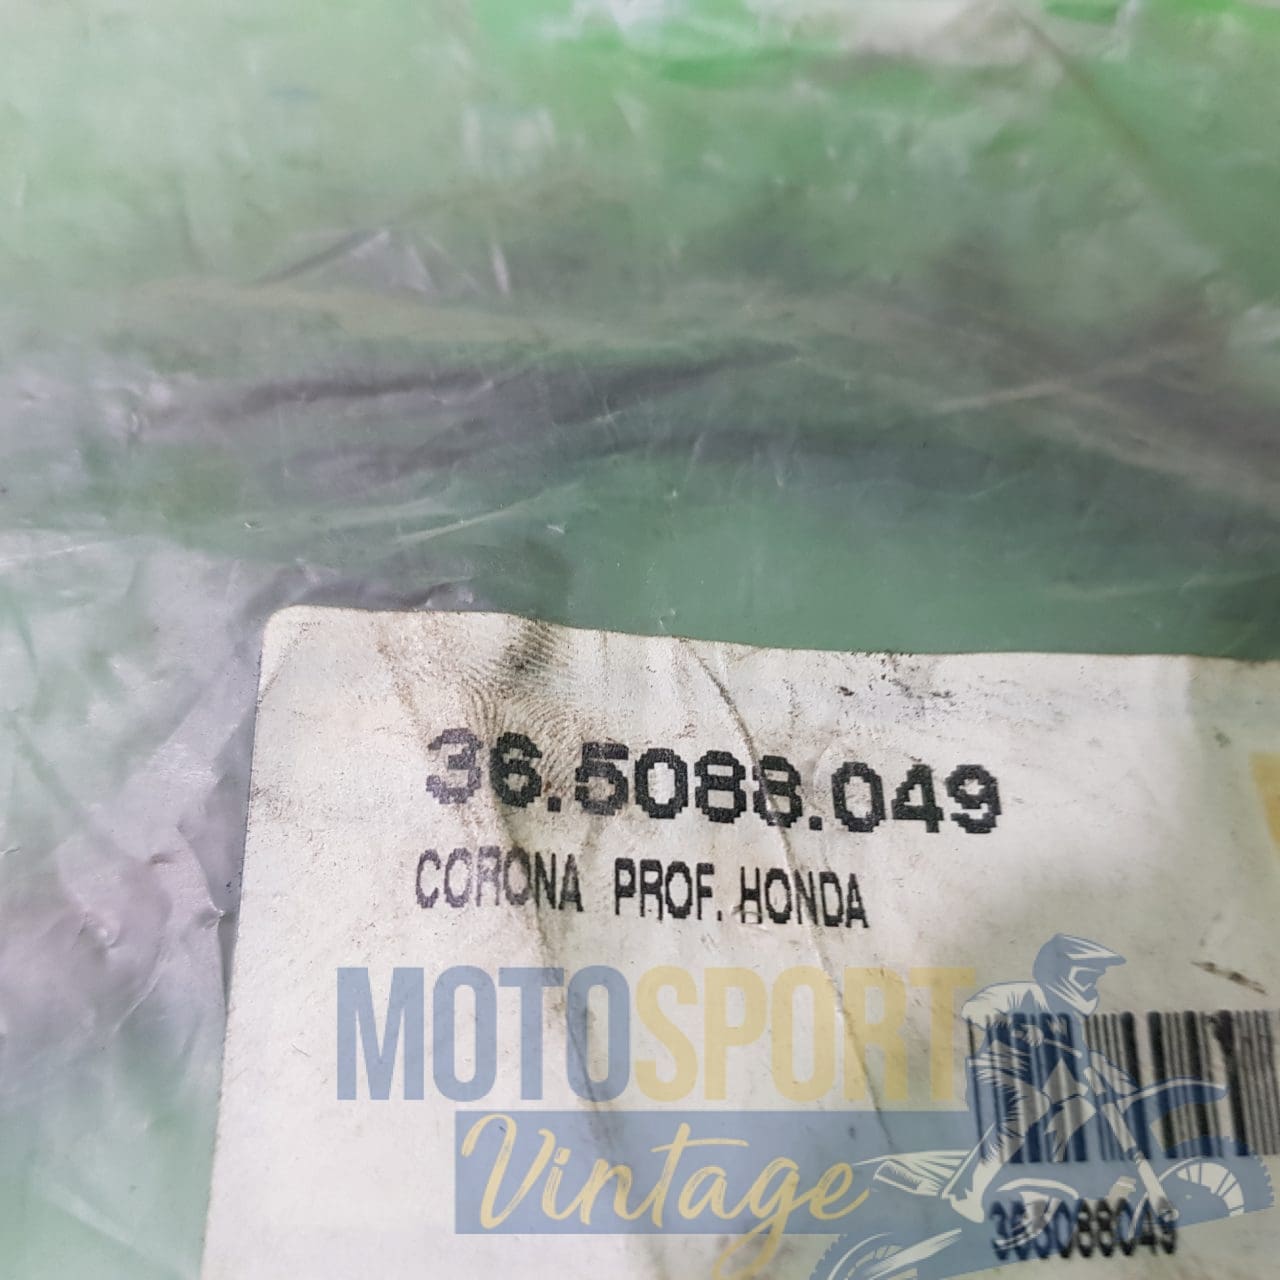 36.5088.049
CORONA PROF. HONDA
MOTOSPORT
Vintage
365088049